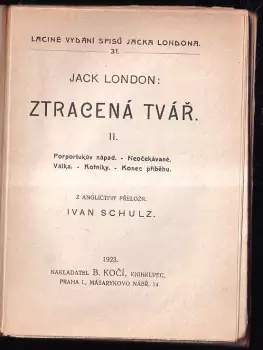 LACINÉ VYDÁNÍ SPISŮ JACKA LONDONA.
31.
JACK LONDON:
ZTRACENÁ TVÁŘ.
II.
Porportukův nápad. - Neočekávané.
Válka. - Kotníky. - Konec příběhu.
Z ANGLIČTINY PŘELOŽIL
IVAN SCHULZ.
1923.
NAKLADATEL B. KOČÍ, KNIHKUPEC,
PRAHA I., MASARYKOVO NÁBŘ. 14